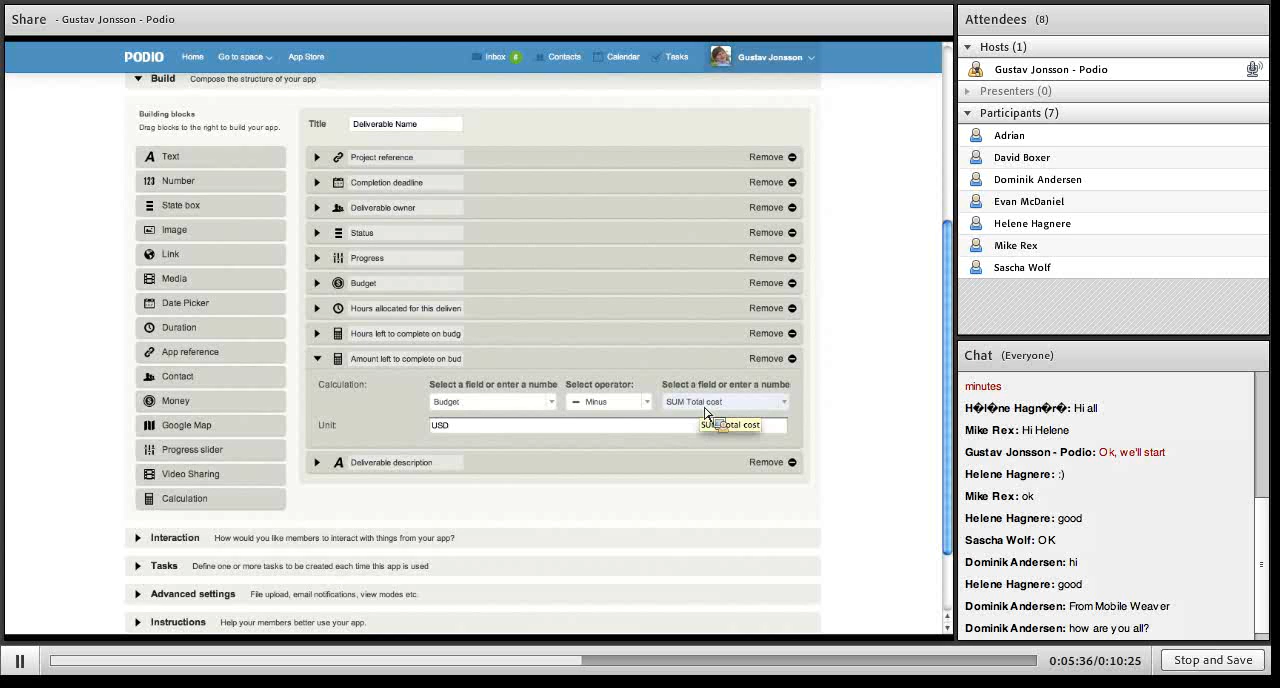 Share - Gustav Jonsson - Podio
PODIO Home Go to space App Store Inbox 6 Contacts Calendar Tasks Gustav Jonsson
Build Compose the structure of your app
Building blocks
Drag blocks to the right to build your app.
Text
Number
State box
Image
Link
Media
Date Picker
Duration
App reference
Contact
Money
Google Map
Progress slider
Video Sharing
Calculation
Title Deliverable Name
Project reference Remove
Completion deadline Remove
Deliverable owner Remove
Status Remove
Progress Remove
Budget Remove
Hours allocated for this deliven Remove
Hours left to complete on budg Remove
Amount left to complete on bud Remove
Calculation: Select a field or enter a numbe Select operator: Select a field or enter a numbe
Budget Minus SUM Total cost
Unit: USD
Deliverable description Remove
Interaction How would you like members to interact with things from your app?
Tasks Define one or more tasks to be created each time this app is used
Advanced settings File upload, email notifications, view modes etc.
Instructions Help your members better use your app.
Attendees (8)
Hosts (1)
Gustav Jonsson - Podio
Presenters (0)
Participants (7)
Adrian
David Boxer
Dominik Andersen
Evan McDaniel
Helene Hagnere
Mike Rex
Sascha Wolf
Chat (Everyone)
minutes
H�l�ne Hagn�r�: Hi all
Mike Rex: Hi Helene
Gustav Jonsson - Podio: Ok, we'll start
Helene Hagnere: :)
Mike Rex: ok
Helene Hagnere: good
Sascha Wolf: OK
Dominik Andersen: hi
Helene Hagnere: good
Dominik Andersen: From Mobile Weaver
Dominik Andersen: how are you all?
0:05:36/0:10:25 Stop and Save